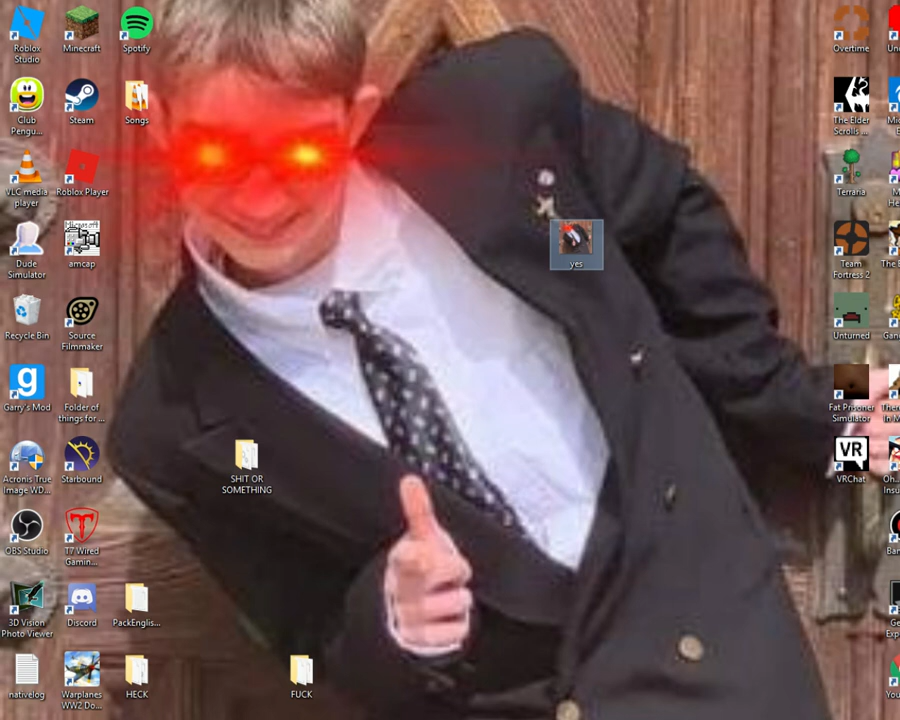 Roblox
Studio
Minecraft
Spotify
Overtime
Club
Pengu...
Steam
Songs
The Elder
Scrolls ...
VLC media
player
Roblox Player
Terraria
Dude
Simulator
Microsoft
amcap
yes
Team
Fortress 2
Recycle Bin
Source
Filmmaker
Unturned
Garry's Mod
Folder of
things for ...
Fat Prisoner
Simulator
Acronis True
Image WD...
Starbound
SHIT OR
SOMETHING
VR
VRChat
OBS Studio
T7 Wired
Gamin...
3D Vision
Photo Viewer
Discord
PackEnglis...
nativelog
Warplanes
WW2 Do...
HECK
FUCK